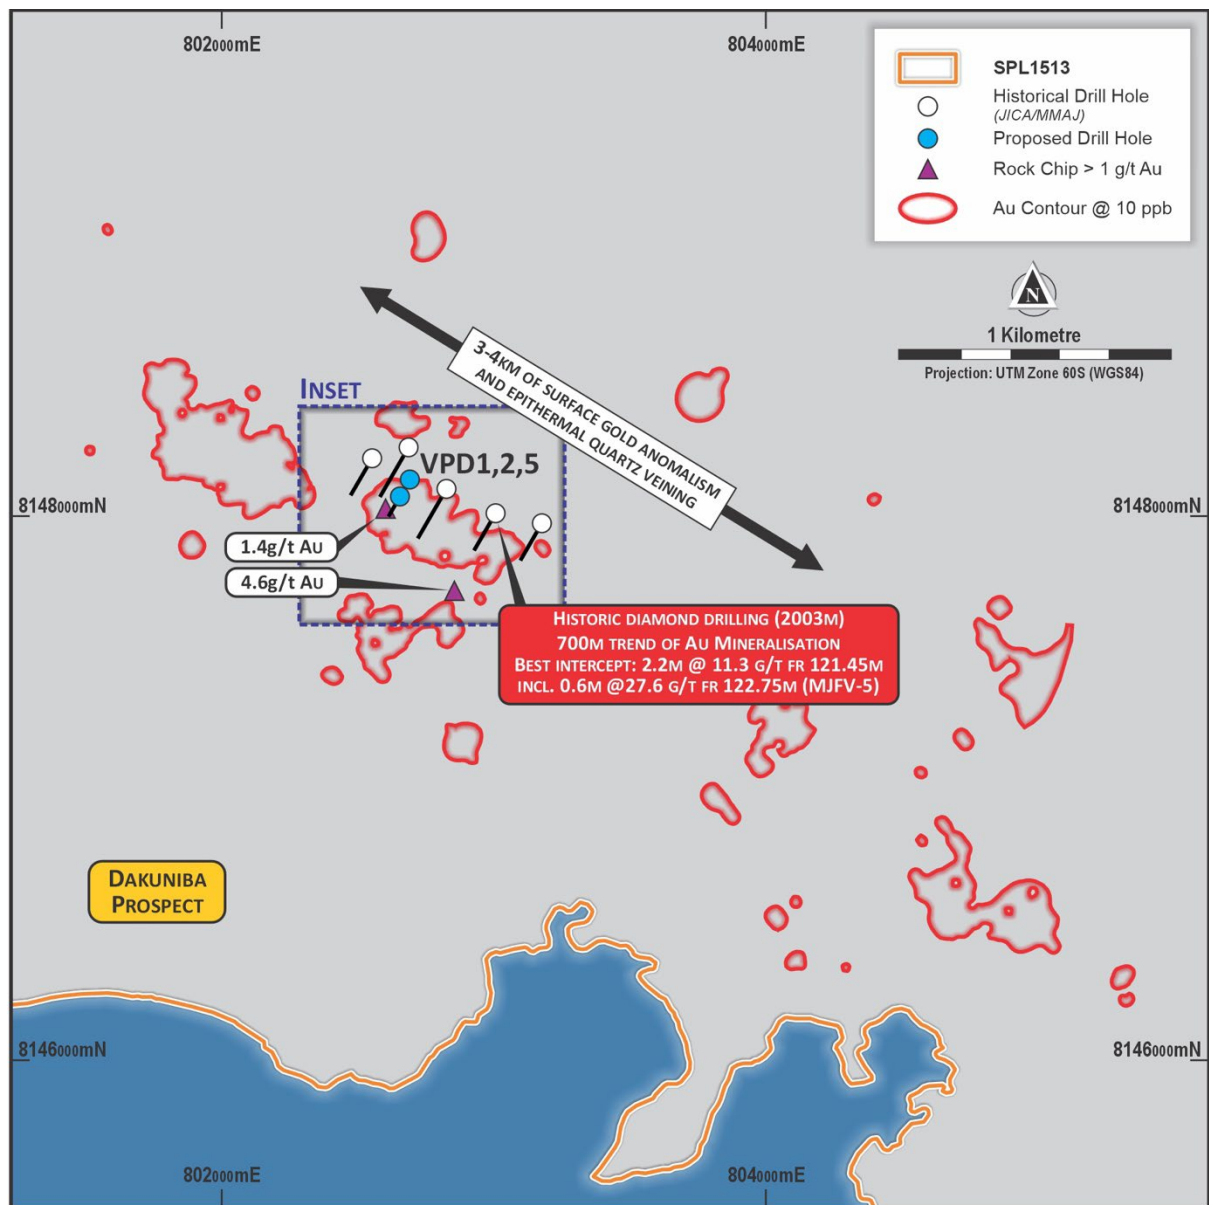 802000mE
804000mE
SPL1513
Historical Drill Hole
(JICA/MMAJ)
Proposed Drill Hole
Rock Chip > 1 g/t Au
Au Contour @ 10 ppb
N
1 Kilometre
Projection: UTM Zone 60S (WGS84)
3-4KM OF SURFACE GOLD ANOMALISM
AND EPITHERMAL QUARTZ VEINING
INSET
VPD1,2,5
8148000mN
8148000mN
1.4G/T AU
4.6G/T AU
HISTORIC DIAMOND DRILLING (2003M)
700M TREND OF AU MINERALISATION
BEST INTERCEPT: 2.2M @ 11.3 G/T FR 121.45M
INCL. 0.6M @27.6 G/T FR 122.75M (MJFV-5)
DAKUNIBA
PROSPECT
8146000mN
8146000mN
802000mE
804000mE